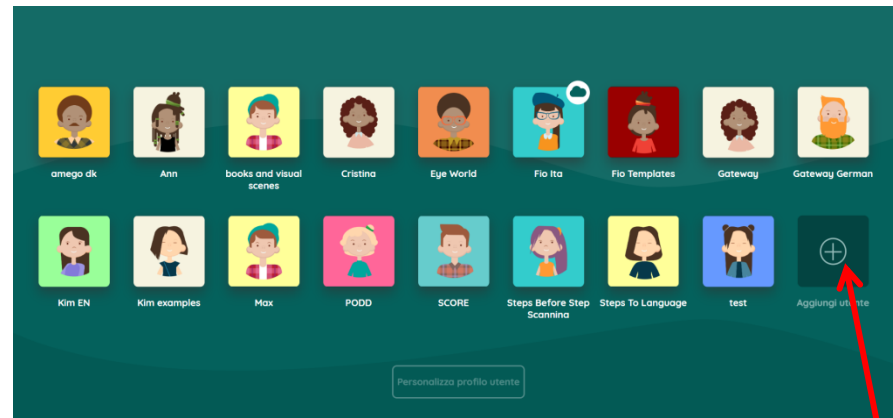 amego dk
Ann
books and visual
scenes
Cristina
Eye World
Fio Ita
Fio Templates
Gateway
Gateway German
Kim EN
Kim examples
Max
PODD
SCORE
Steps Before Step
Scanning
Steps To Language
test
Aggiungi utente
Personalizza profilo utente